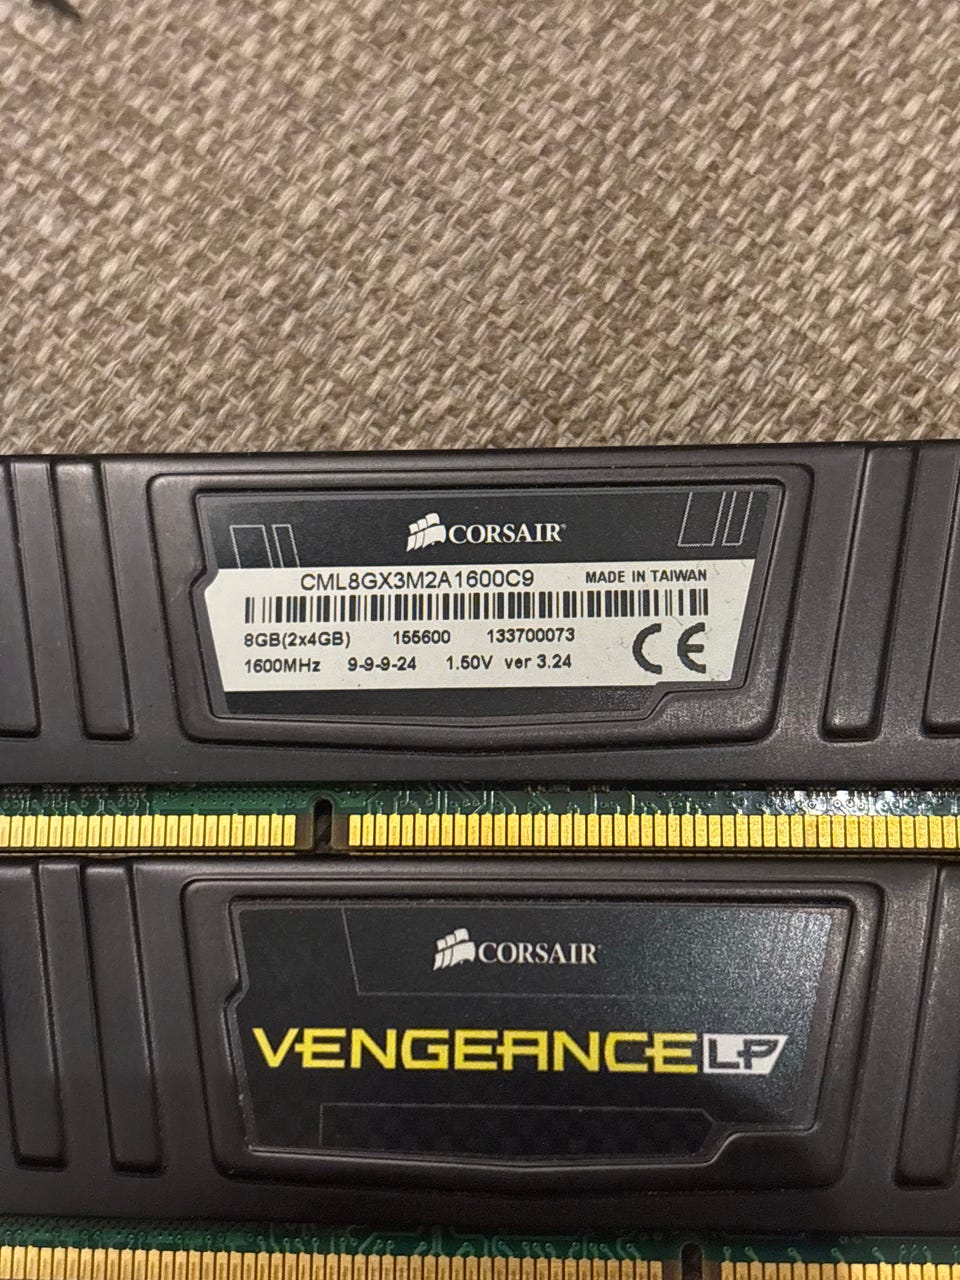 CORSAIR
CML8GX3M2A1600C9 MADE IN TAIWAN
8GB(2x4GB) 155600 133700073
1600MHz 9-9-9-24 1.50V ver 3.24
CE
CORSAIR
VENGEANCE LP